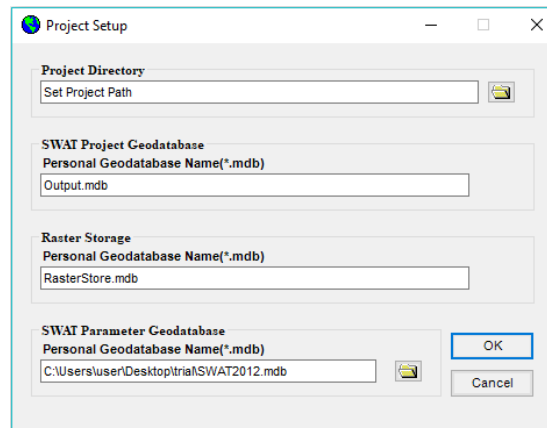 Project Setup
Project Directory
Set Project Path
SWAT Project Geodatabase
Personal Geodatabase Name(*.mdb)
Output.mdb
Raster Storage
Personal Geodatabase Name(*.mdb)
RasterStore.mdb
SWAT Parameter Geodatabase
Personal Geodatabase Name(*.mdb)
C:\Users\user\Desktop\trial\SWAT2012.mdb
OK
Cancel